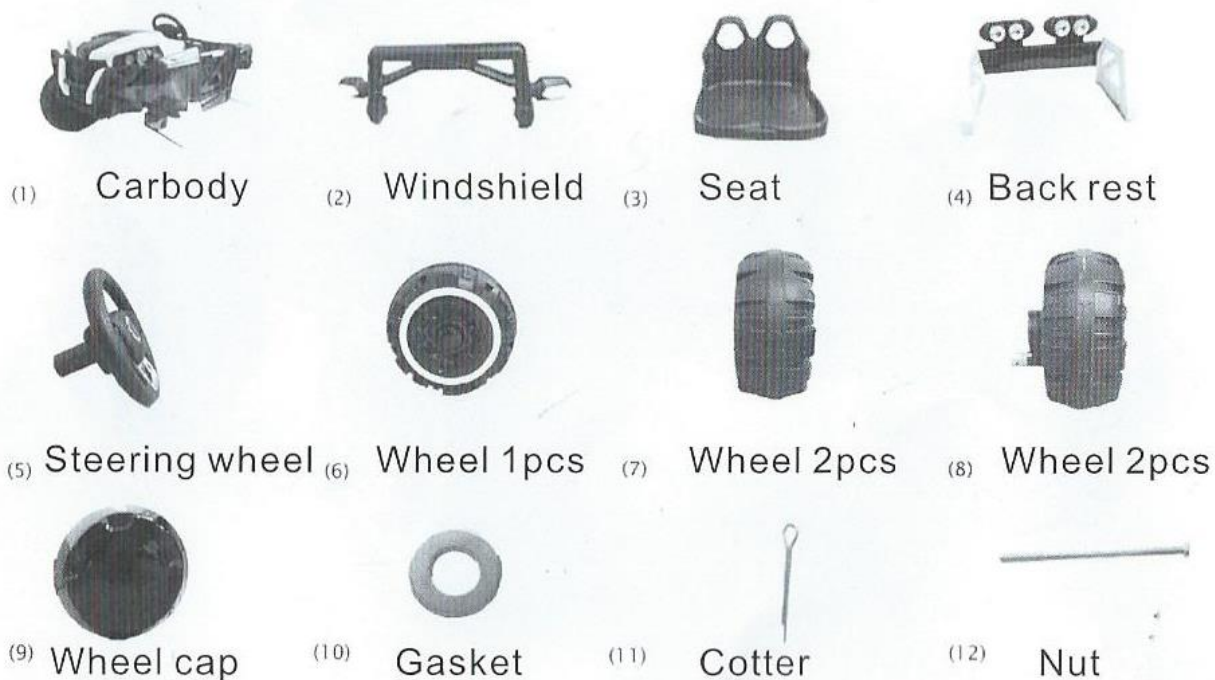 (1) Carbody (2) Windshield (3) Seat (4) Back rest
(5) Steering wheel (6) Wheel 1pcs (7) Wheel 2pcs (8) Wheel 2pcs
(9) Wheel cap (10) Gasket (11) Cotter (12) Nut